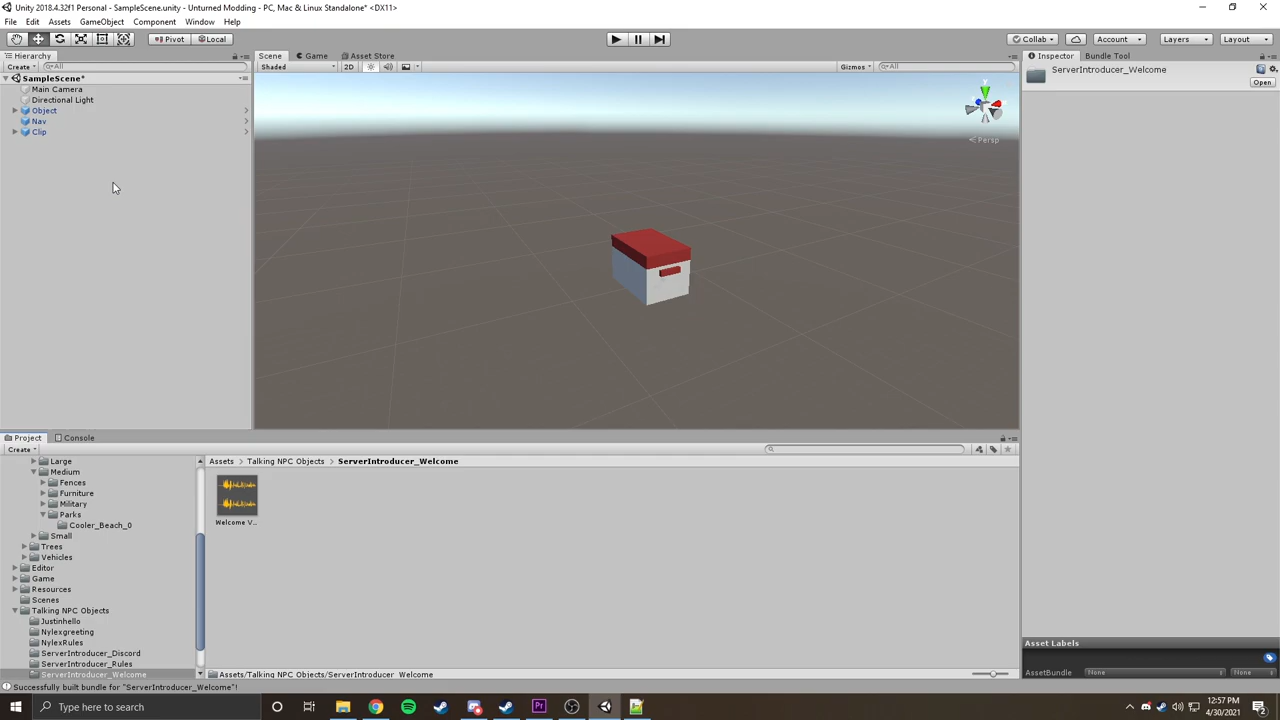 Unity 2018.4.32f1 Personal - SampleScene.unity - Unturned Modding - PC, Mac & Linux Standalone* <DX11>
File Edit Assets GameObject Component Window Help
Pivot Local Collab Account Layers Layout
Hierarchy Scene Game Asset Store Inspector Bundle Tool
Create All Shaded 2D Gizmos All ServerIntroducer_Welcome
SampleScene* Open
Main Camera
Directional Light
Object
Nav
Clip
y
x
Persp
Project Console
Create
Large Assets Talking NPC Objects ServerIntroducer_Welcome
Medium
Fences
Furniture
Military
Parks
Welcome V...
Cooler_Beach_0
Small
Trees
Vehicles
Editor
Game
Resources
Scenes
Talking NPC Objects
Justinhello
Nylexgreeting
NylexRules
Asset Labels
ServerIntroducer_Discord
ServerIntroducer_Rules
ServerIntroducer_Welcome Assets/Talking NPC Objects/ServerIntroducer_Welcome AssetBundle None None
Successfully built bundle for "ServerIntroducer_Welcome"!
Type here to search
Pr
12:57 PM
4/30/2021